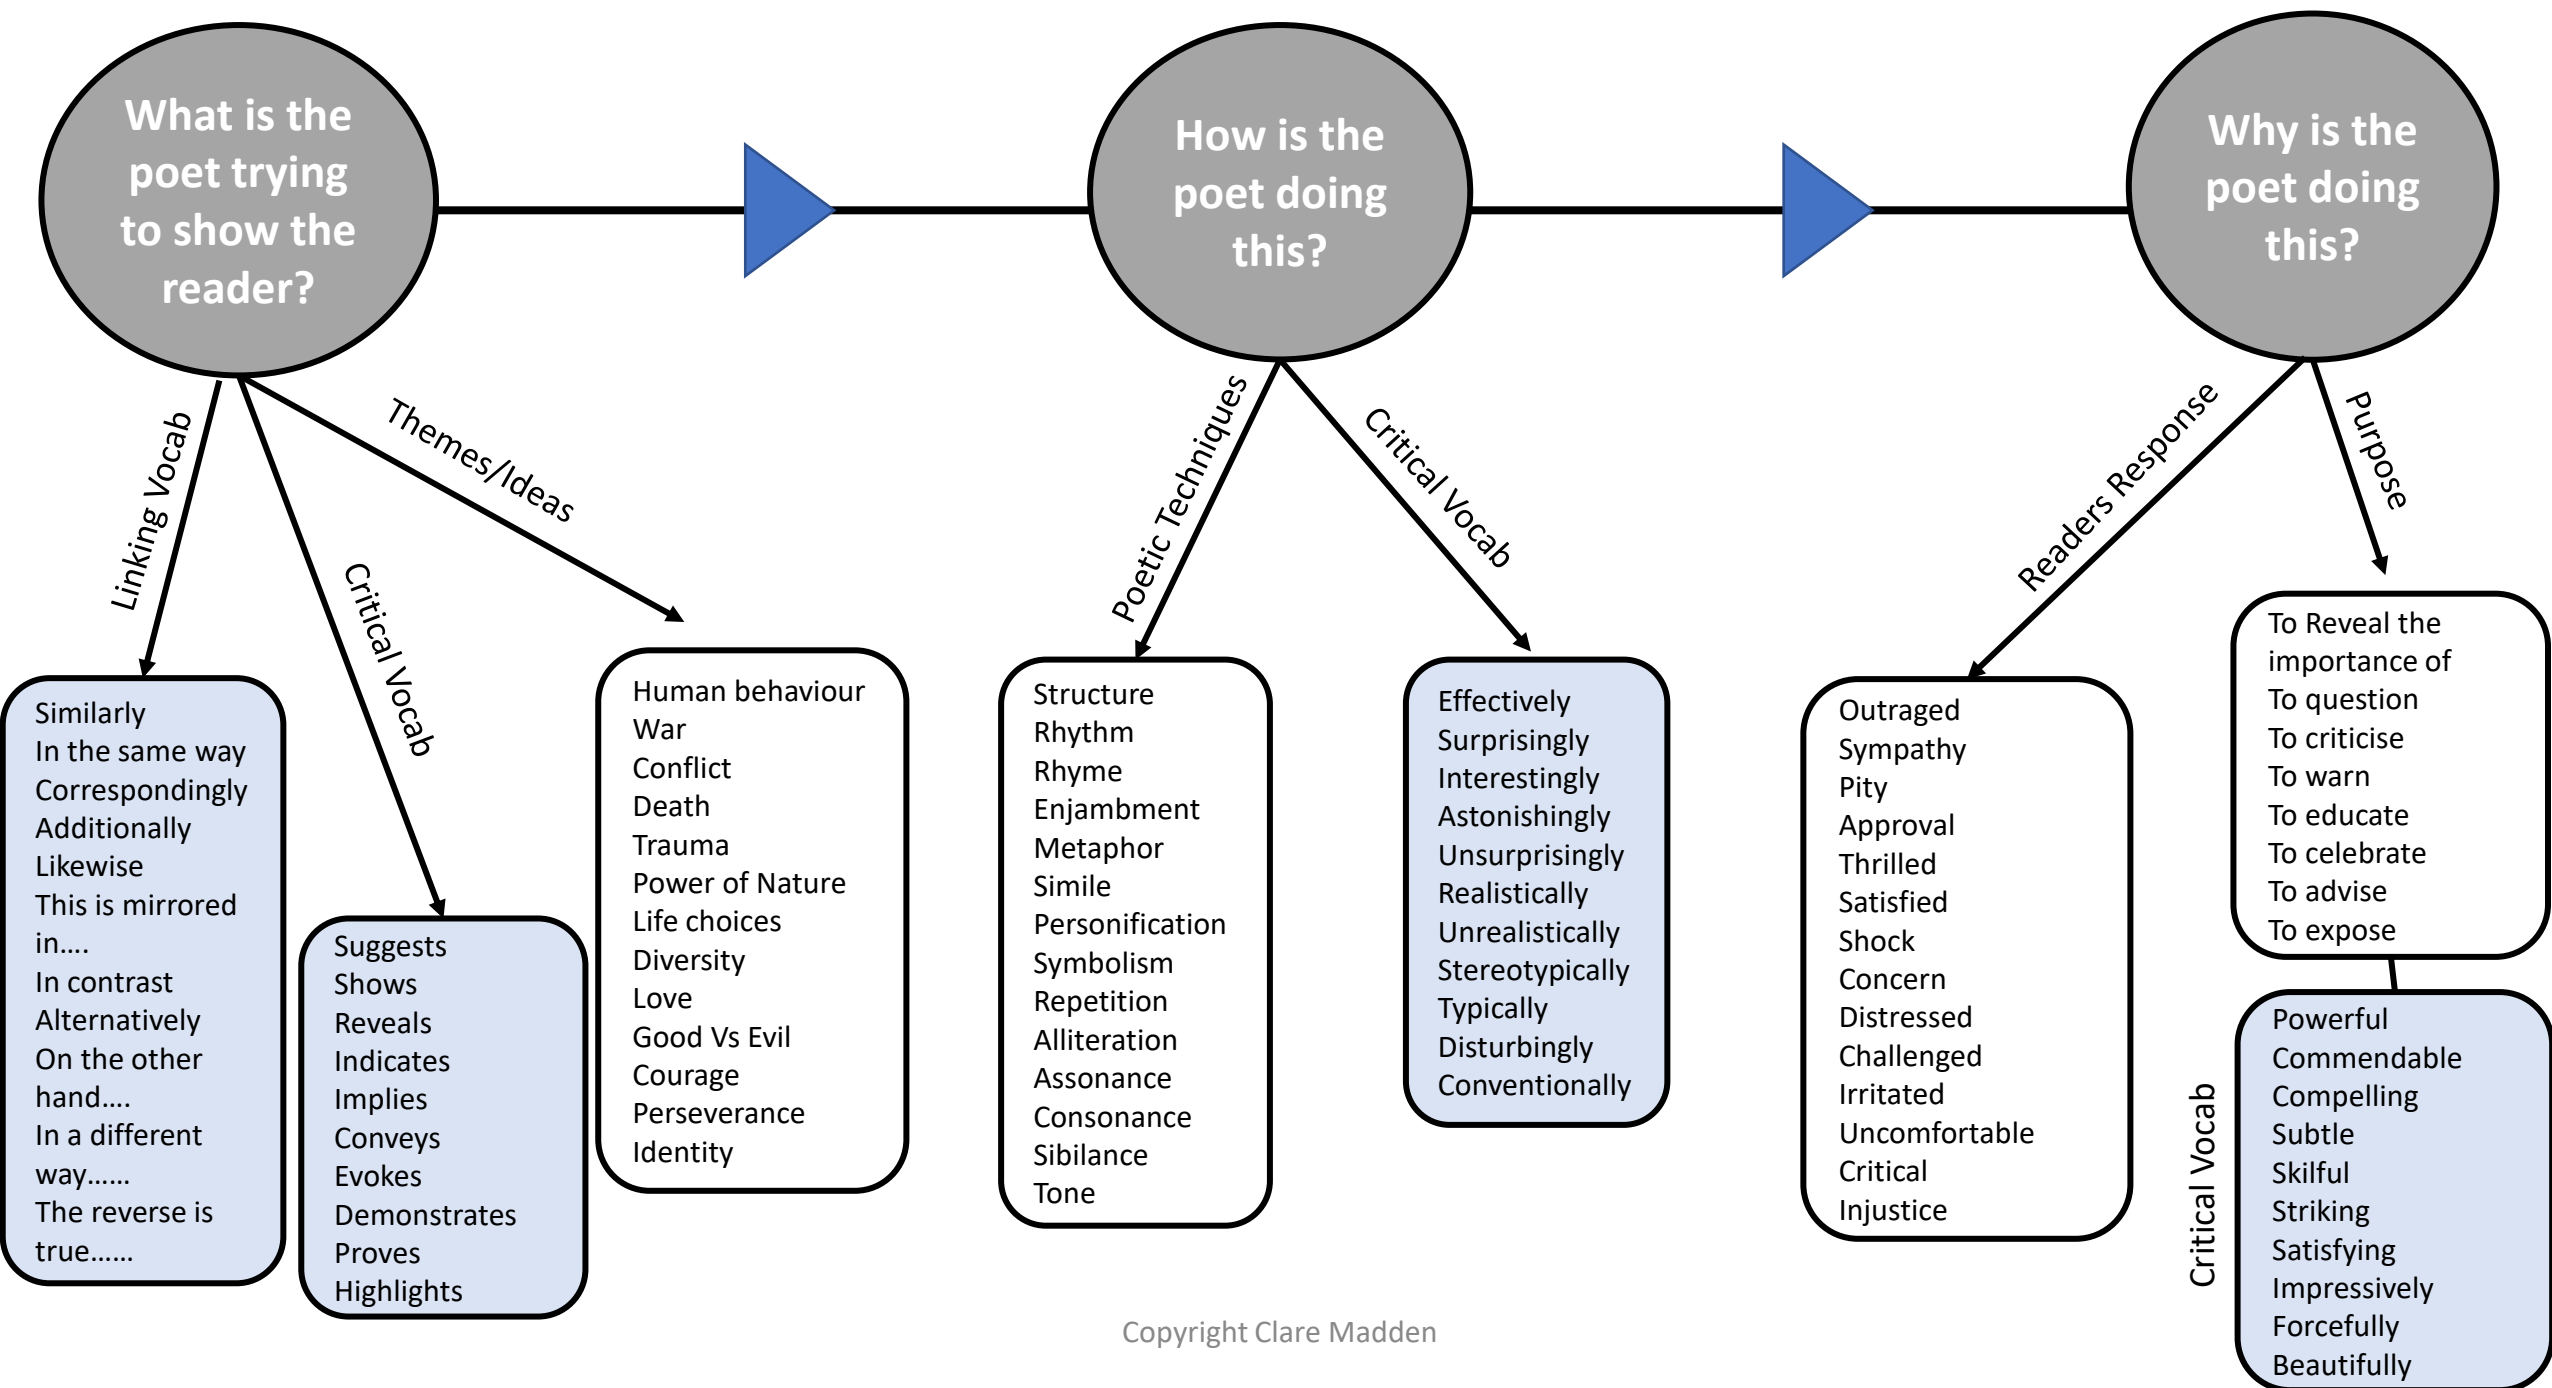 What is the
poet trying
to show the
reader?
How is the
poet doing
this?
Why is the
poet doing
this?
Linking Vocab
Critical Vocab
Themes/Ideas
Poetic Techniques
Critical Vocab
Readers Response
Purpose
Similarly
In the same way
Correspondingly
Additionally
Likewise
This is mirrored
in....
In contrast
Alternatively
On the other
hand....
In a different
way......
The reverse is
true......
Suggests
Shows
Reveals
Indicates
Implies
Conveys
Evokes
Demonstrates
Proves
Highlights
Human behaviour
War
Conflict
Death
Trauma
Power of Nature
Life choices
Diversity
Love
Good Vs Evil
Courage
Perseverance
Identity
Structure
Rhythm
Rhyme
Enjambment
Metaphor
Simile
Personification
Symbolism
Repetition
Alliteration
Assonance
Consonance
Sibilance
Tone
Effectively
Surprisingly
Interestingly
Astonishingly
Unsurprisingly
Realistically
Unrealistically
Stereotypically
Typically
Disturbingly
Conventionally
Outraged
Sympathy
Pity
Approval
Thrilled
Satisfied
Shock
Concern
Distressed
Challenged
Irritated
Uncomfortable
Critical
Injustice
To Reveal the
importance of
To question
To criticise
To warn
To educate
To celebrate
To advise
To expose
Critical Vocab
Powerful
Commendable
Compelling
Subtle
Skilful
Striking
Satisfying
Impressively
Forcefully
Beautifully
Copyright Clare Madden